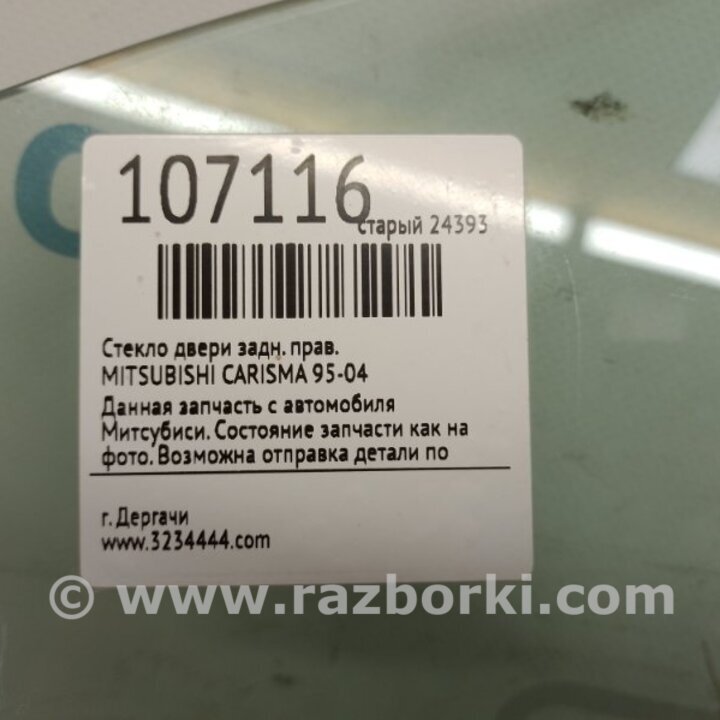 107116
старый 24393
Стекло двери задн. прав.
MITSUBISHI CARISMA 95-04
Данная запчасть с автомобиля
Митсубиси. Состояние запчасти как на
фото. Возможна отправка детали по
г. Дергачи
www.3234444.com
© www.razborki.com